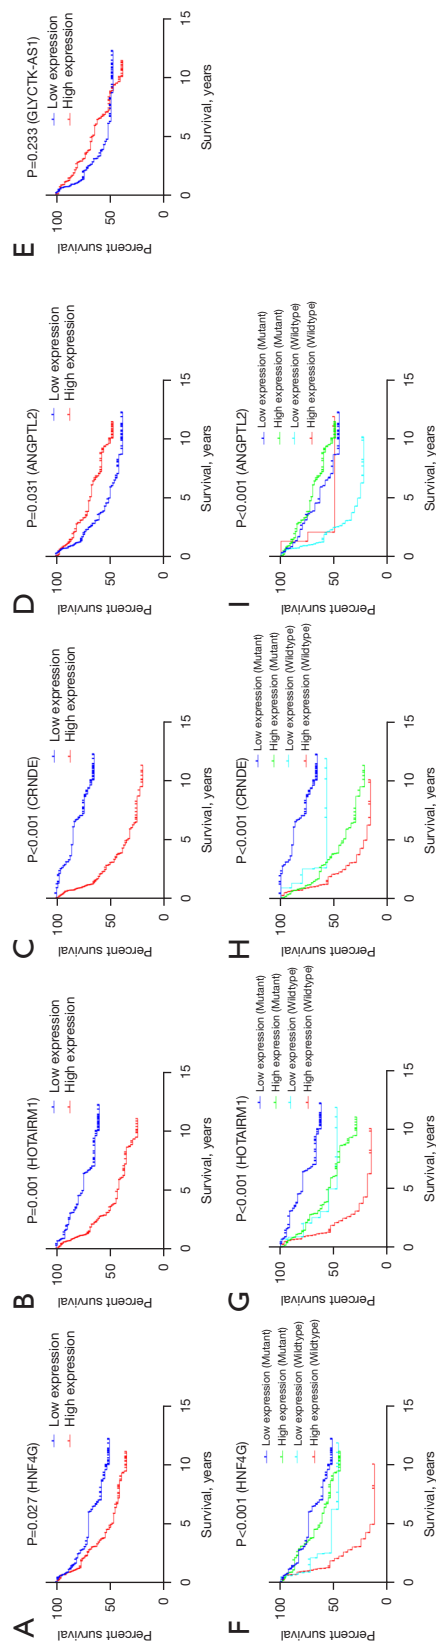 A
P=0.027 (HNF4G)
Low expression
High expression
Percent survival
100
50
0
0 5 10 15
Survival, years
B
P=0.001 (HOTAIRM1)
Low expression
High expression
Percent survival
100
50
0
0 5 10 15
Survival, years
C
P<0.001 (CRNDE)
Low expression
High expression
Percent survival
100
50
0
0 5 10 15
Survival, years
D
P=0.031 (ANGPTL2)
Low expression
High expression
Percent survival
100
50
0
0 5 10 15
Survival, years
E
P=0.233 (GLYCTK-AS1)
Low expression
High expression
Percent survival
100
50
0
0 5 10 15
Survival, years
F
P<0.001 (HNF4G)
Low expression (Mutant)
High expression (Mutant)
Low expression (Wildtype)
High expression (Wildtype)
Percent survival
100
50
0
0 5 10 15
Survival, years
G
P<0.001 (HOTAIRM1)
Low expression (Mutant)
High expression (Mutant)
Low expression (Wildtype)
High expression (Wildtype)
Percent survival
100
50
0
0 5 10 15
Survival, years
H
P<0.001 (CRNDE)
Low expression (Mutant)
High expression (Mutant)
Low expression (Wildtype)
High expression (Wildtype)
Percent survival
100
50
0
0 5 10 15
Survival, years
I
P<0.001 (ANGPTL2)
Low expression (Mutant)
High expression (Mutant)
Low expression (Wildtype)
High expression (Wildtype)
Percent survival
100
50
0
0 5 10 15
Survival, years